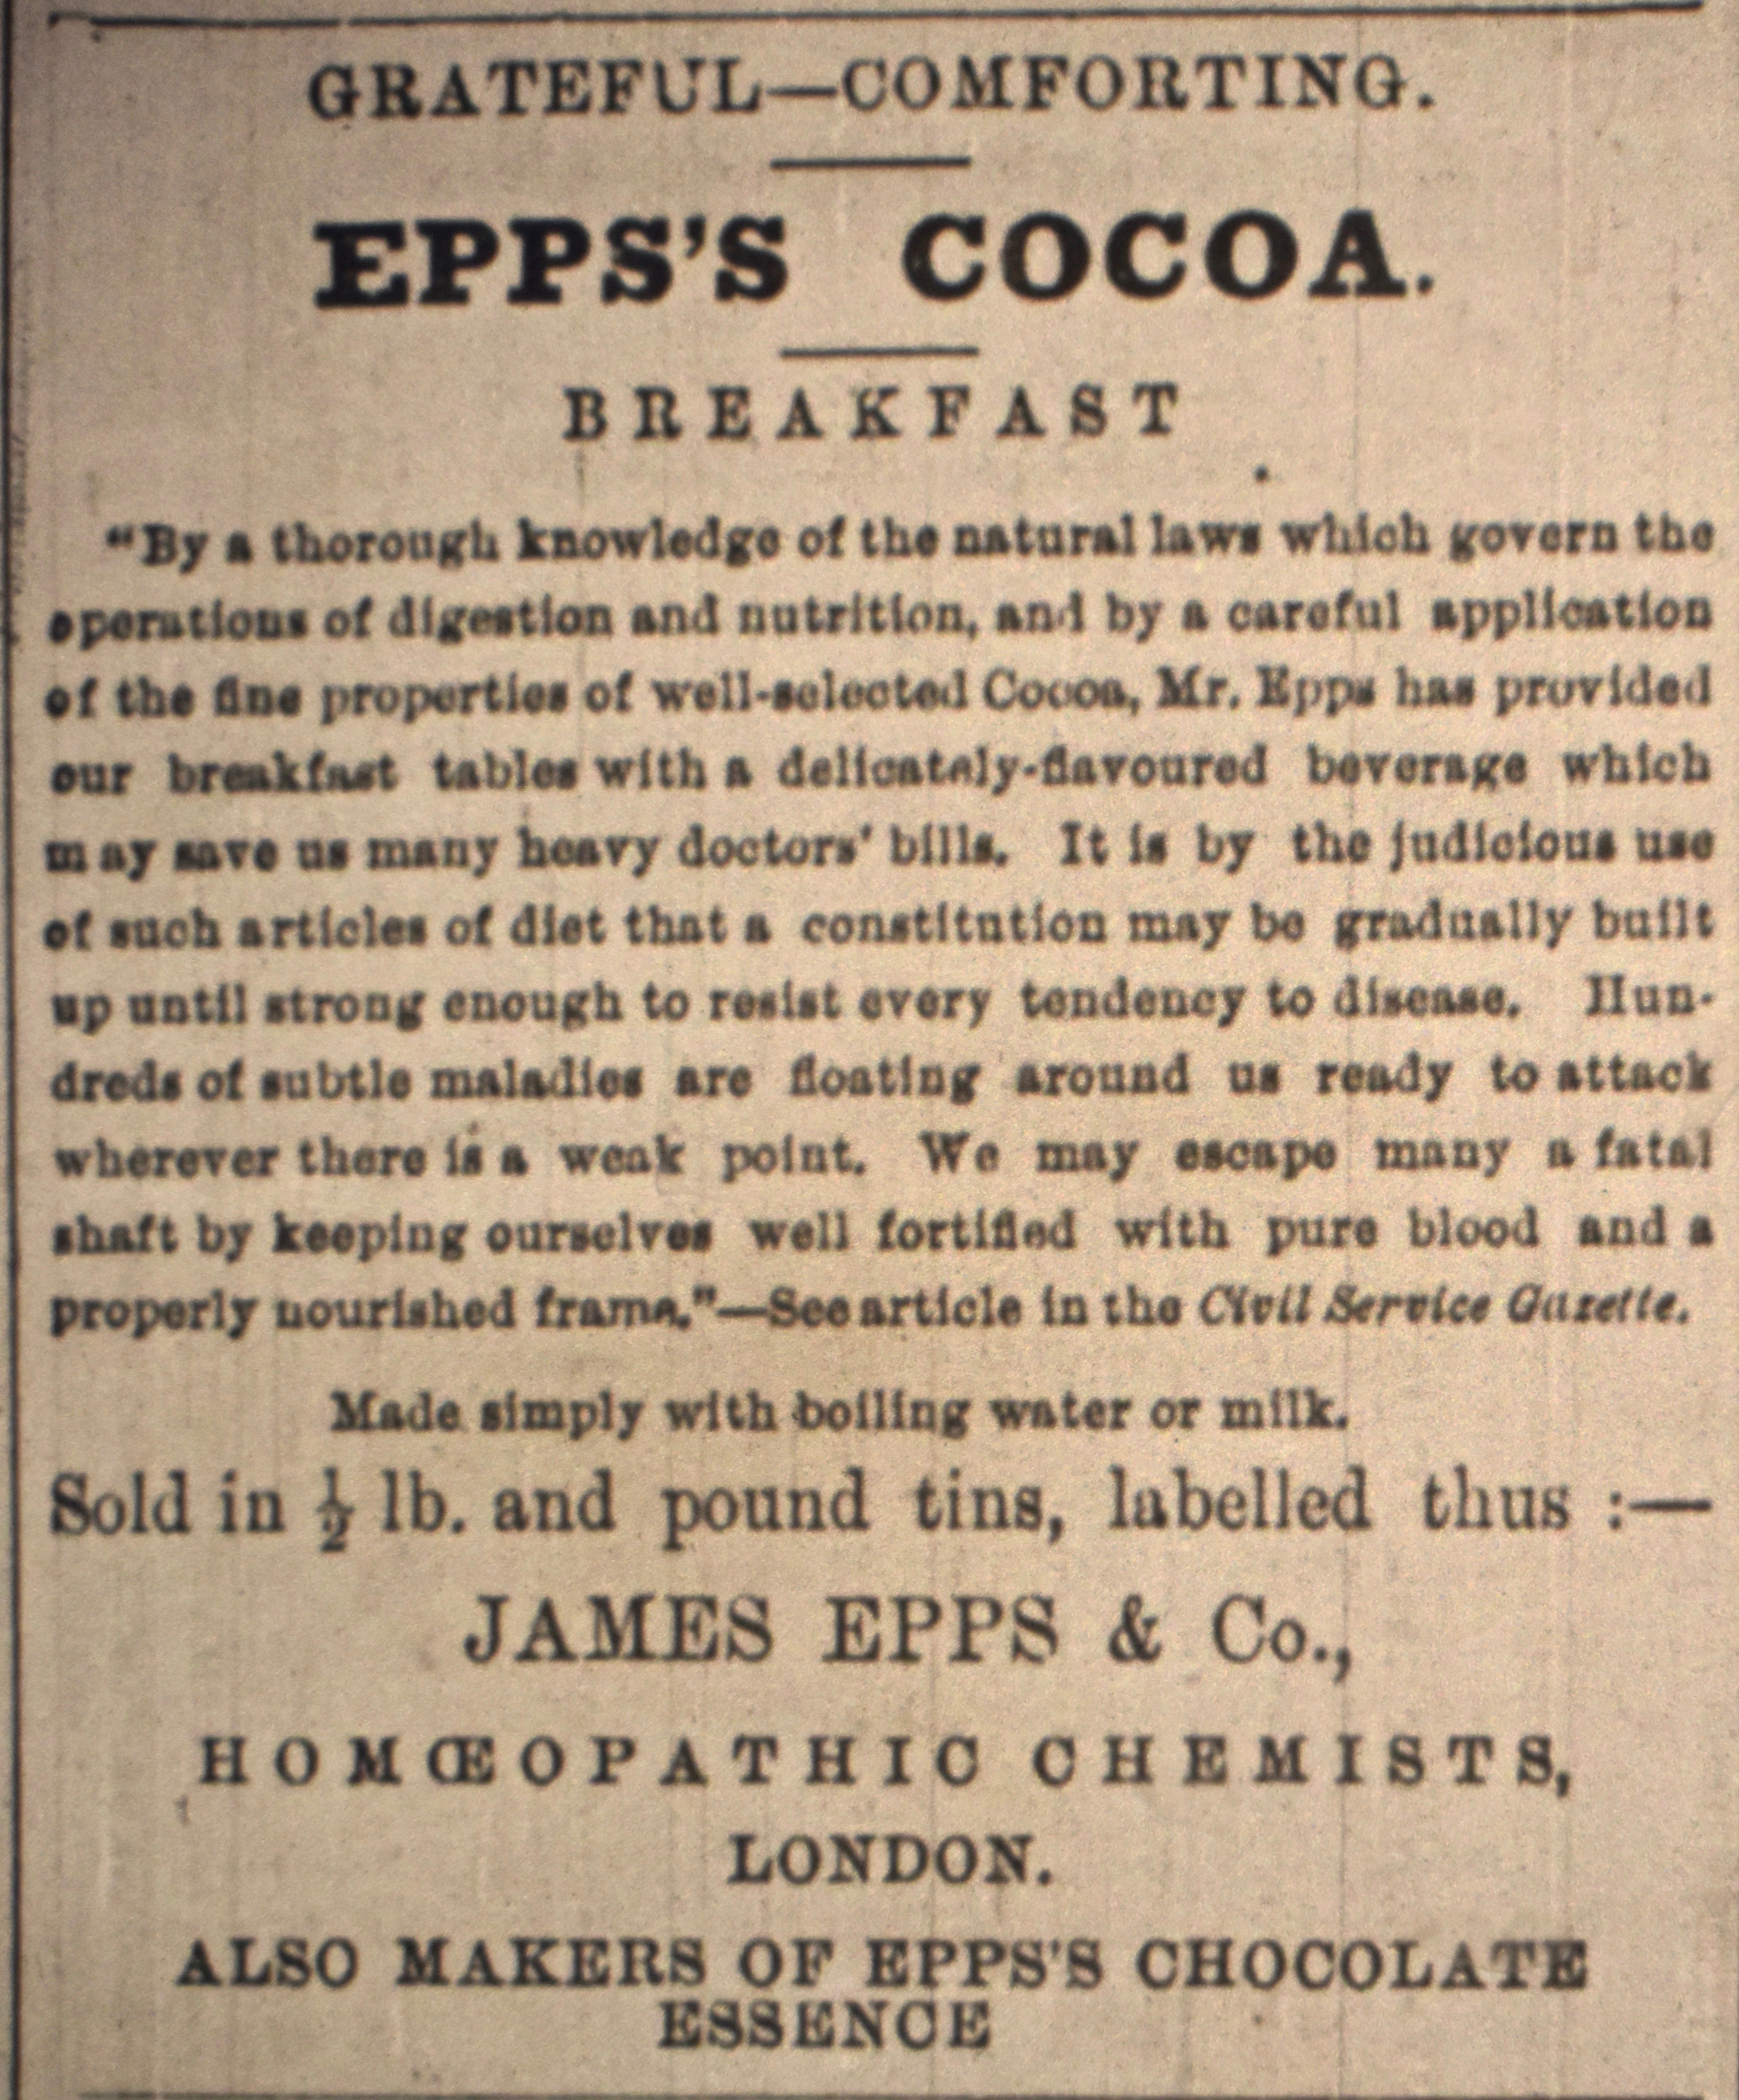 GRATEFUL—COMFORTING.
EPPS'S COCOA.
BREAKFAST
"By a thorough knowledge of the natural laws which govern the
operations of digestion and nutrition, and by a careful application
of the fine properties of well-selected Cocoa, Mr. Epps has provided
our breakfast tables with a delicately-flavoured beverage which
may save us many heavy doctors' bills. It is by the judicious use
of such articles of diet that a constitution may be gradually built
up until strong enough to resist every tendency to disease. Hun-
dreds of subtle maladies are floating around us ready to attack
wherever there is a weak point. We may escape many a fatal
shaft by keeping ourselves well fortified with pure blood and a
properly nourished frame."—See article in the Civil Service Gazette.
Made simply with boiling water or milk.
Sold in ½ lb. and pound tins, labelled thus :—
JAMES EPPS & Co.,
HOMŒOPATHIC CHEMISTS,
LONDON.
ALSO MAKERS OF EPPS'S CHOCOLATE
ESSENCE